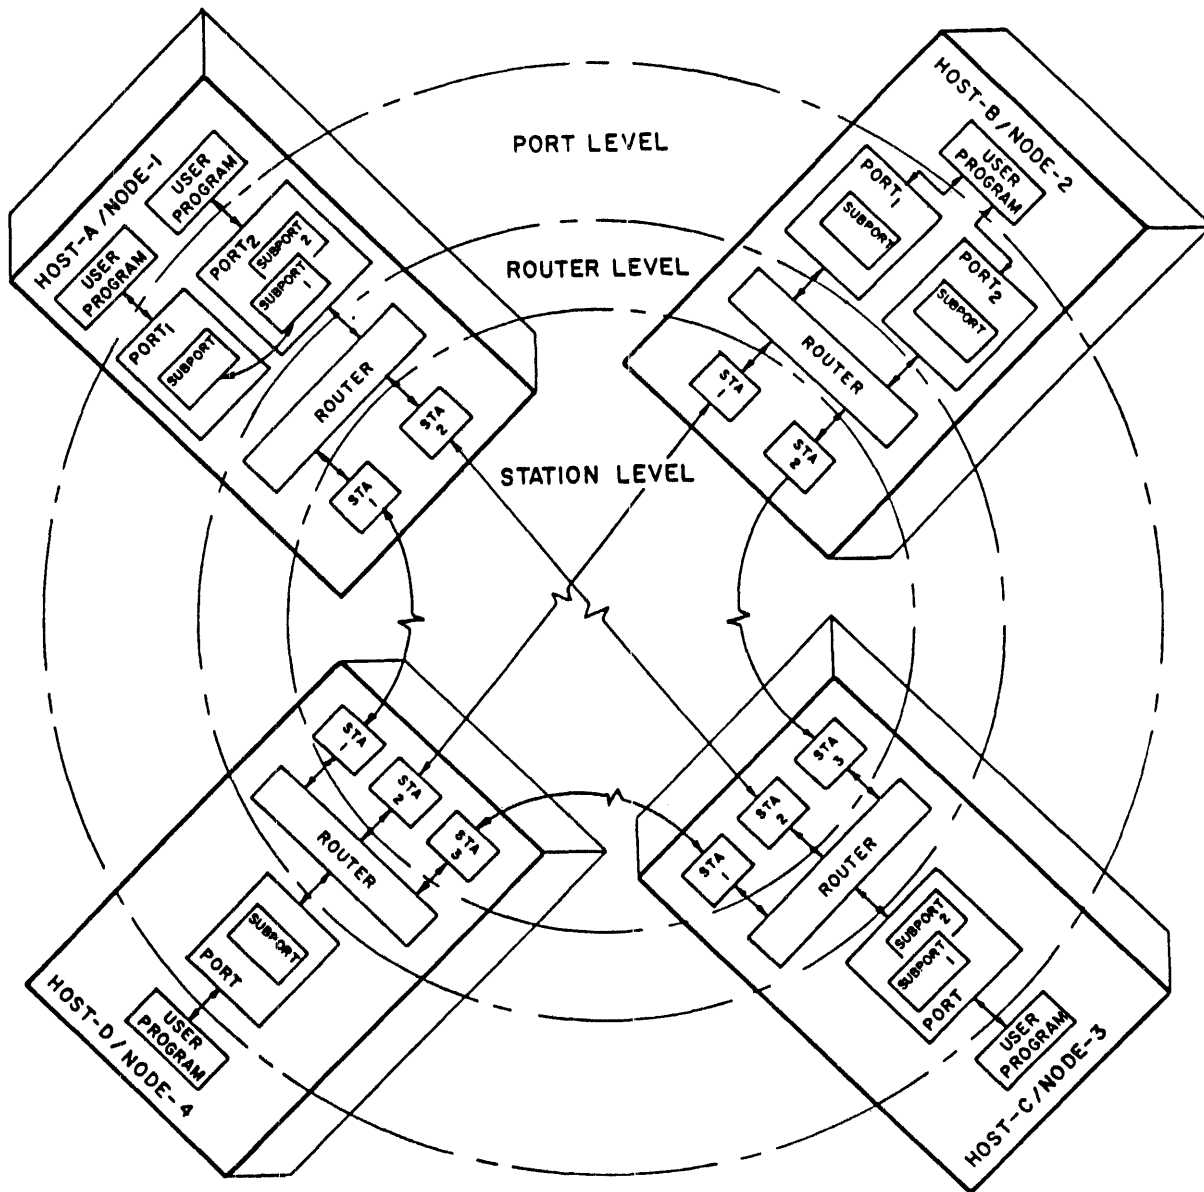 PORT LEVEL
ROUTER LEVEL
STATION LEVEL
HOST-A/NODE-1
USER
PROGRAM
USER
PROGRAM
PORT2
SUBPORT
2
SUBPORT
1
PORT1
SUBPORT
ROUTER
STA
2
STA
1
HOST-B/NODE-2
USER
PROGRAM
PORT1
SUBPORT
PORT2
SUBPORT
ROUTER
STA
1
STA
2
STA
1
STA
2
STA
3
ROUTER
SUBPORT
PORT
USER
PROGRAM
HOST-D/NODE-4
STA
3
STA
2
STA
1
ROUTER
SUBPORT
2
SUBPORT
1
PORT
USER
PROGRAM
HOST-C/NODE-3